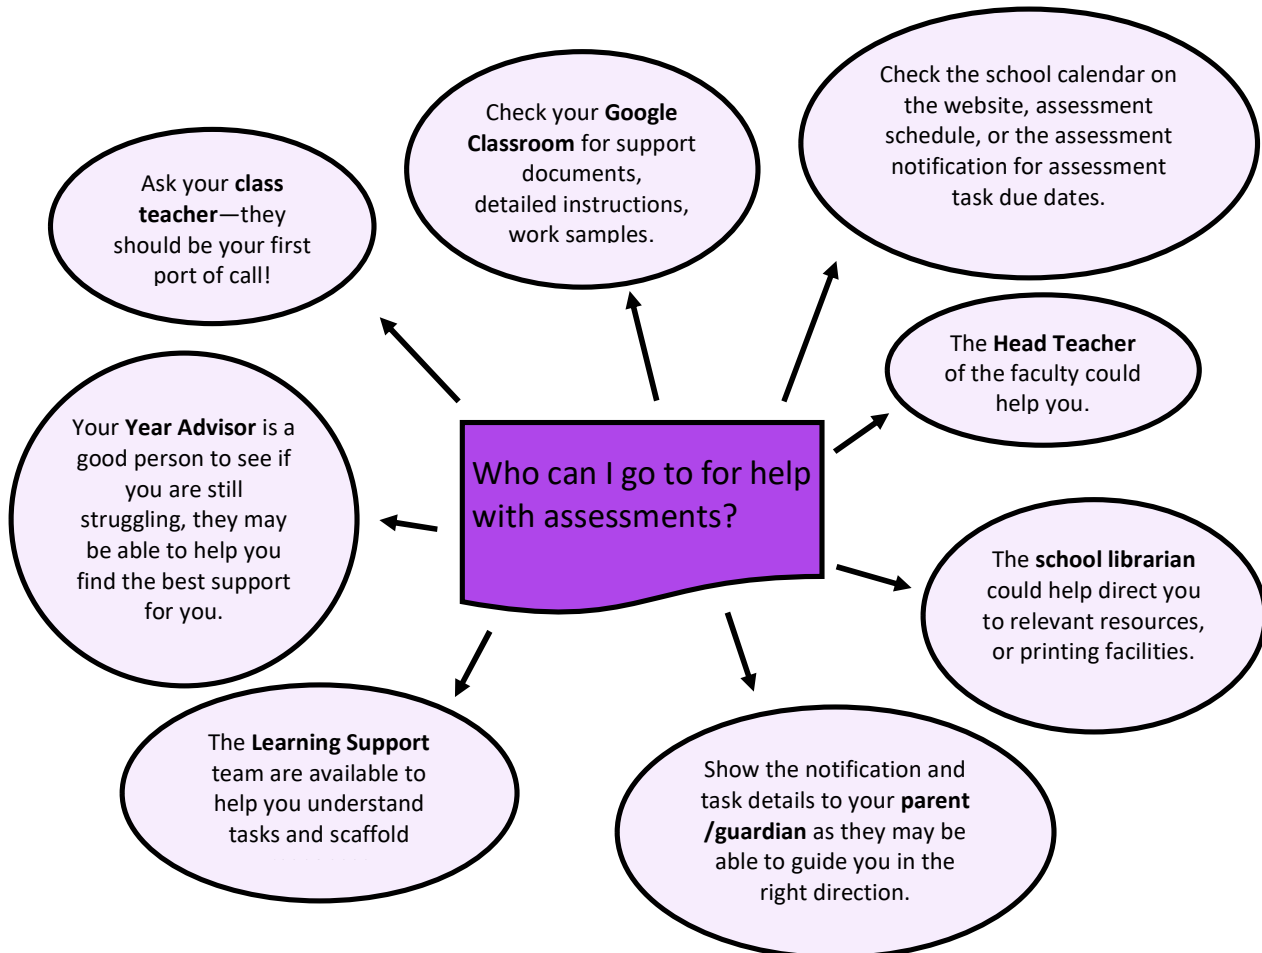 Check the school calendar on
the website, assessment
schedule, or the assessment
notification for assessment
task due dates.
Check your Google
Classroom for support
documents,
detailed instructions,
work samples.
Ask your class
teacher—they
should be your first
port of call!
The Head Teacher
of the faculty could
help you.
Your Year Advisor is a
good person to see if
you are still
struggling, they may
be able to help you
find the best support
for you.
Who can I go to for help
with assessments?
The school librarian
could help direct you
to relevant resources,
or printing facilities.
The Learning Support
team are available to
help you understand
tasks and scaffold
Show the notification and
task details to your parent
/guardian as they may be
able to guide you in the
right direction.